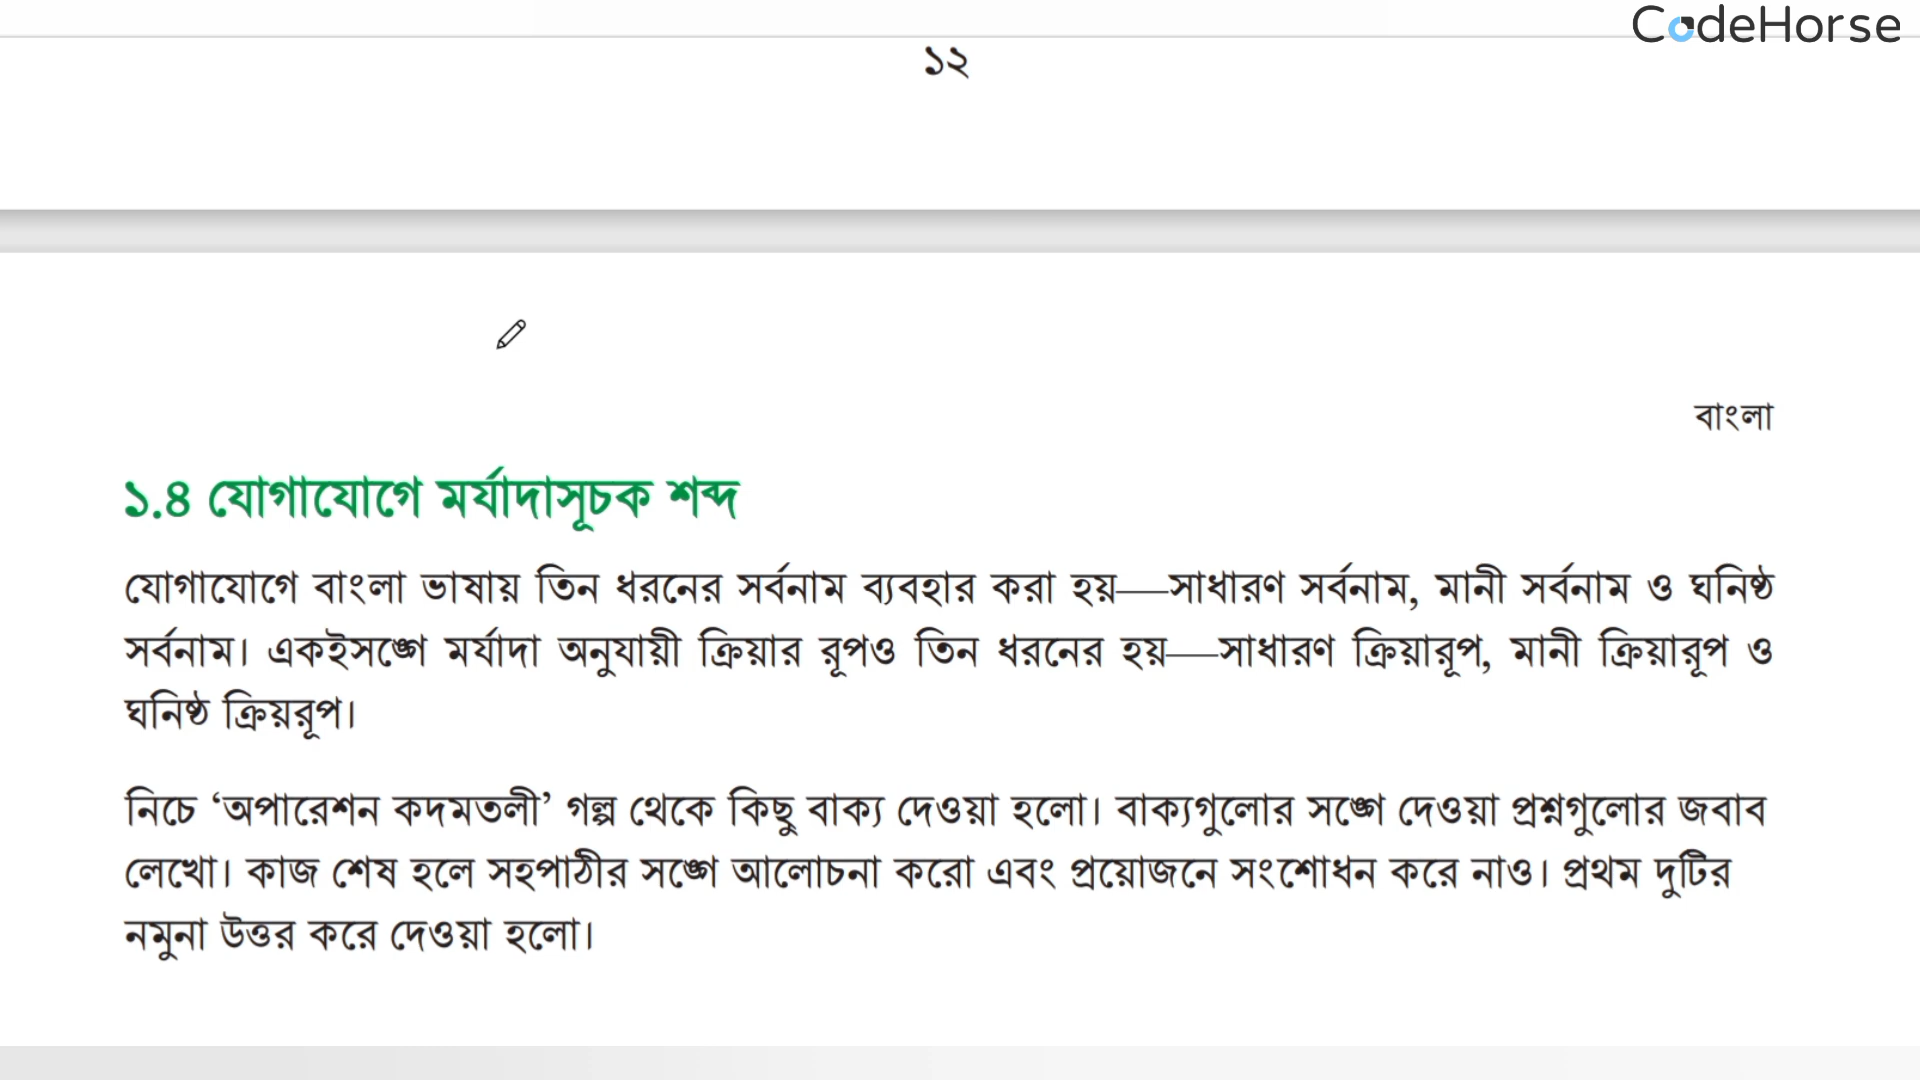 CodeHorse
১২
বাংলা
১.৪ যোগাযোগে মর্যাদাসূচক শব্দ
যোগাযোগে বাংলা ভাষায় তিন ধরনের সর্বনাম ব্যবহার করা হয়—সাধারণ সর্বনাম, মানী সর্বনাম ও ঘনিষ্ঠ
সর্বনাম। একইসঙ্গে মর্যাদা অনুযায়ী ক্রিয়ার রূপও তিন ধরনের হয়—সাধারণ ক্রিয়ারূপ, মানী ক্রিয়ারূপ ও
ঘনিষ্ঠ ক্রিয়রূপ।
নিচে ‘অপারেশন কদমতলী’ গল্প থেকে কিছু বাক্য দেওয়া হলো। বাক্যগুলোর সঙ্গে দেওয়া প্রশ্নগুলোর জবাব
লেখো। কাজ শেষ হলে সহপাঠীর সঙ্গে আলোচনা করো এবং প্রয়োজনে সংশোধন করে নাও। প্রথম দুটির
নমুনা উত্তর করে দেওয়া হলো।